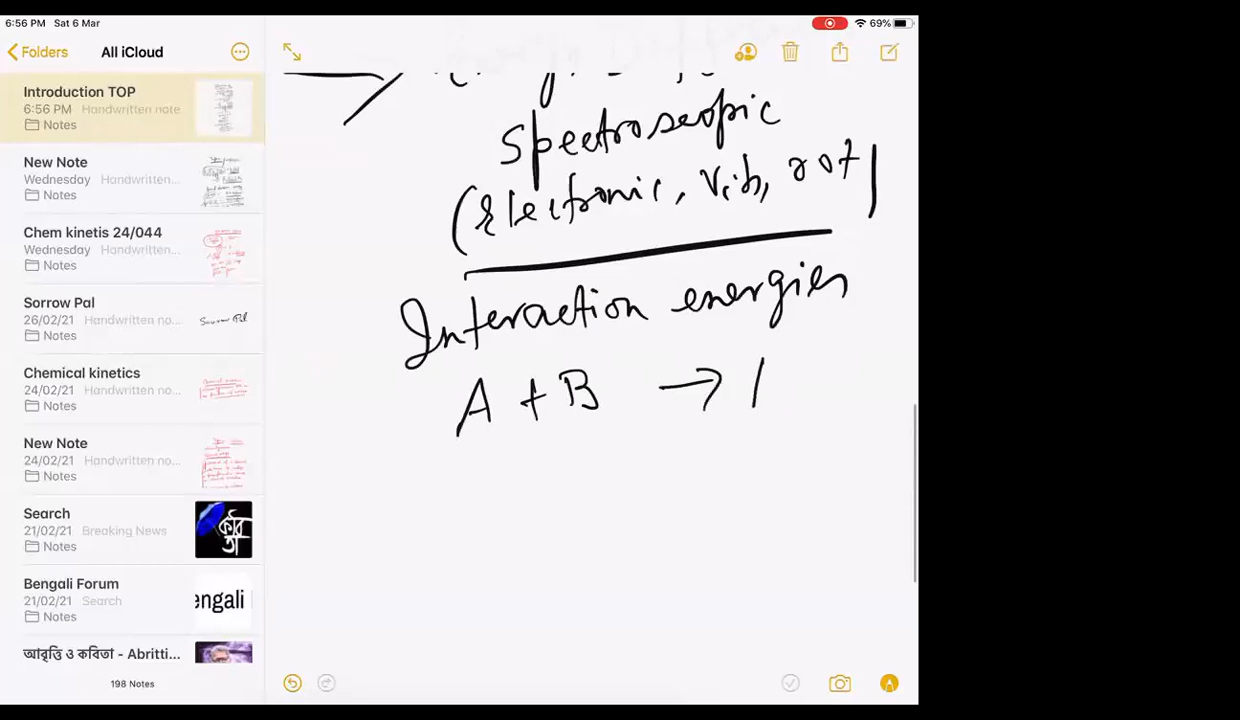 6:56 PM Sat 6 Mar
69%
Folders
All iCloud
Introduction TOP
6:56 PM Handwritten note
Notes
New Note
Wednesday Handwritten...
Notes
Chem kinetis 24/044
Wednesday Handwritten...
Notes
Sorrow Pal
26/02/21 Handwritten no...
Notes
Chemical kinetics
24/02/21 Handwritten no...
Notes
New Note
24/02/21 Handwritten no...
Notes
Search
21/02/21 Breaking News
Notes
Bengali Forum
21/02/21 Search
Notes
engali
আবৃত্তি ও কবিতা - Abritti...
198 Notes
Spectroscopic
(Electronic, Vib, rot)
Interaction energies
A + B →